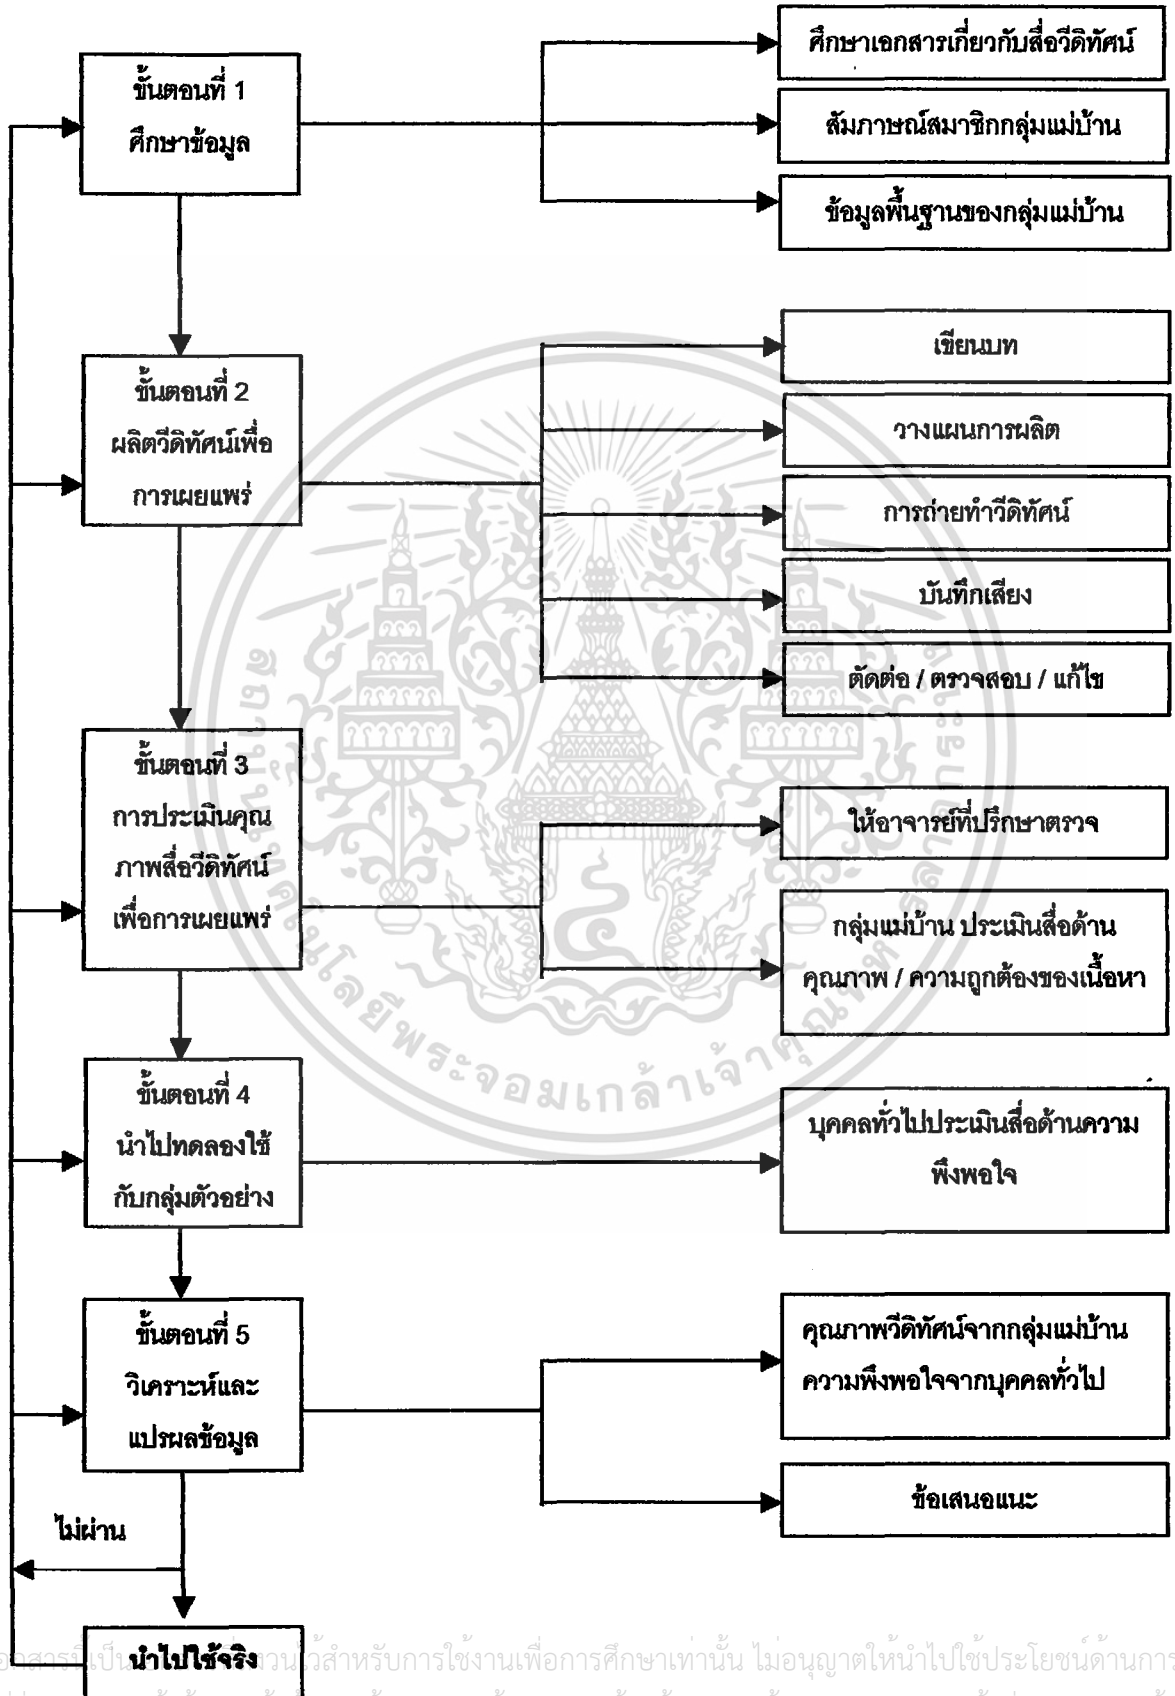 ขั้นตอนที่ 1
ศึกษาข้อมูล
ศึกษาเอกสารเกี่ยวกับสื่อวีดิทัศน์
สัมภาษณ์สมาชิกกลุ่มแม่บ้าน
ข้อมูลพื้นฐานของกลุ่มแม่บ้าน
ขั้นตอนที่ 2
ผลิตวีดิทัศน์เพื่อ
การเผยแพร่
เขียนบท
วางแผนการผลิต
การถ่ายทำวีดิทัศน์
บันทึกเสียง
ตัดต่อ / ตรวจสอบ / แก้ไข
ขั้นตอนที่ 3
การประเมินคุณ
ภาพสื่อวีดิทัศน์
เพื่อการเผยแพร่
ให้อาจารย์ที่ปรึกษาตรวจ
กลุ่มแม่บ้าน ประเมินสื่อด้าน
คุณภาพ / ความถูกต้องของเนื้อหา
ขั้นตอนที่ 4
นำไปทดลองใช้
กับกลุ่มตัวอย่าง
บุคคลทั่วไปประเมินสื่อด้านความ
พึงพอใจ
ขั้นตอนที่ 5
วิเคราะห์และ
แปรผลข้อมูล
คุณภาพวีดิทัศน์จากกลุ่มแม่บ้าน
ความพึงพอใจจากบุคคลทั่วไป
ข้อเสนอแนะ
ไม่ผ่าน
นำไปใช้จริง
ไว้สำหรับการใช้งานเพื่อการศึกษาเท่านั้น ไม่อนุญาตให้นำไปใช้ประโยชน์ด้านการ